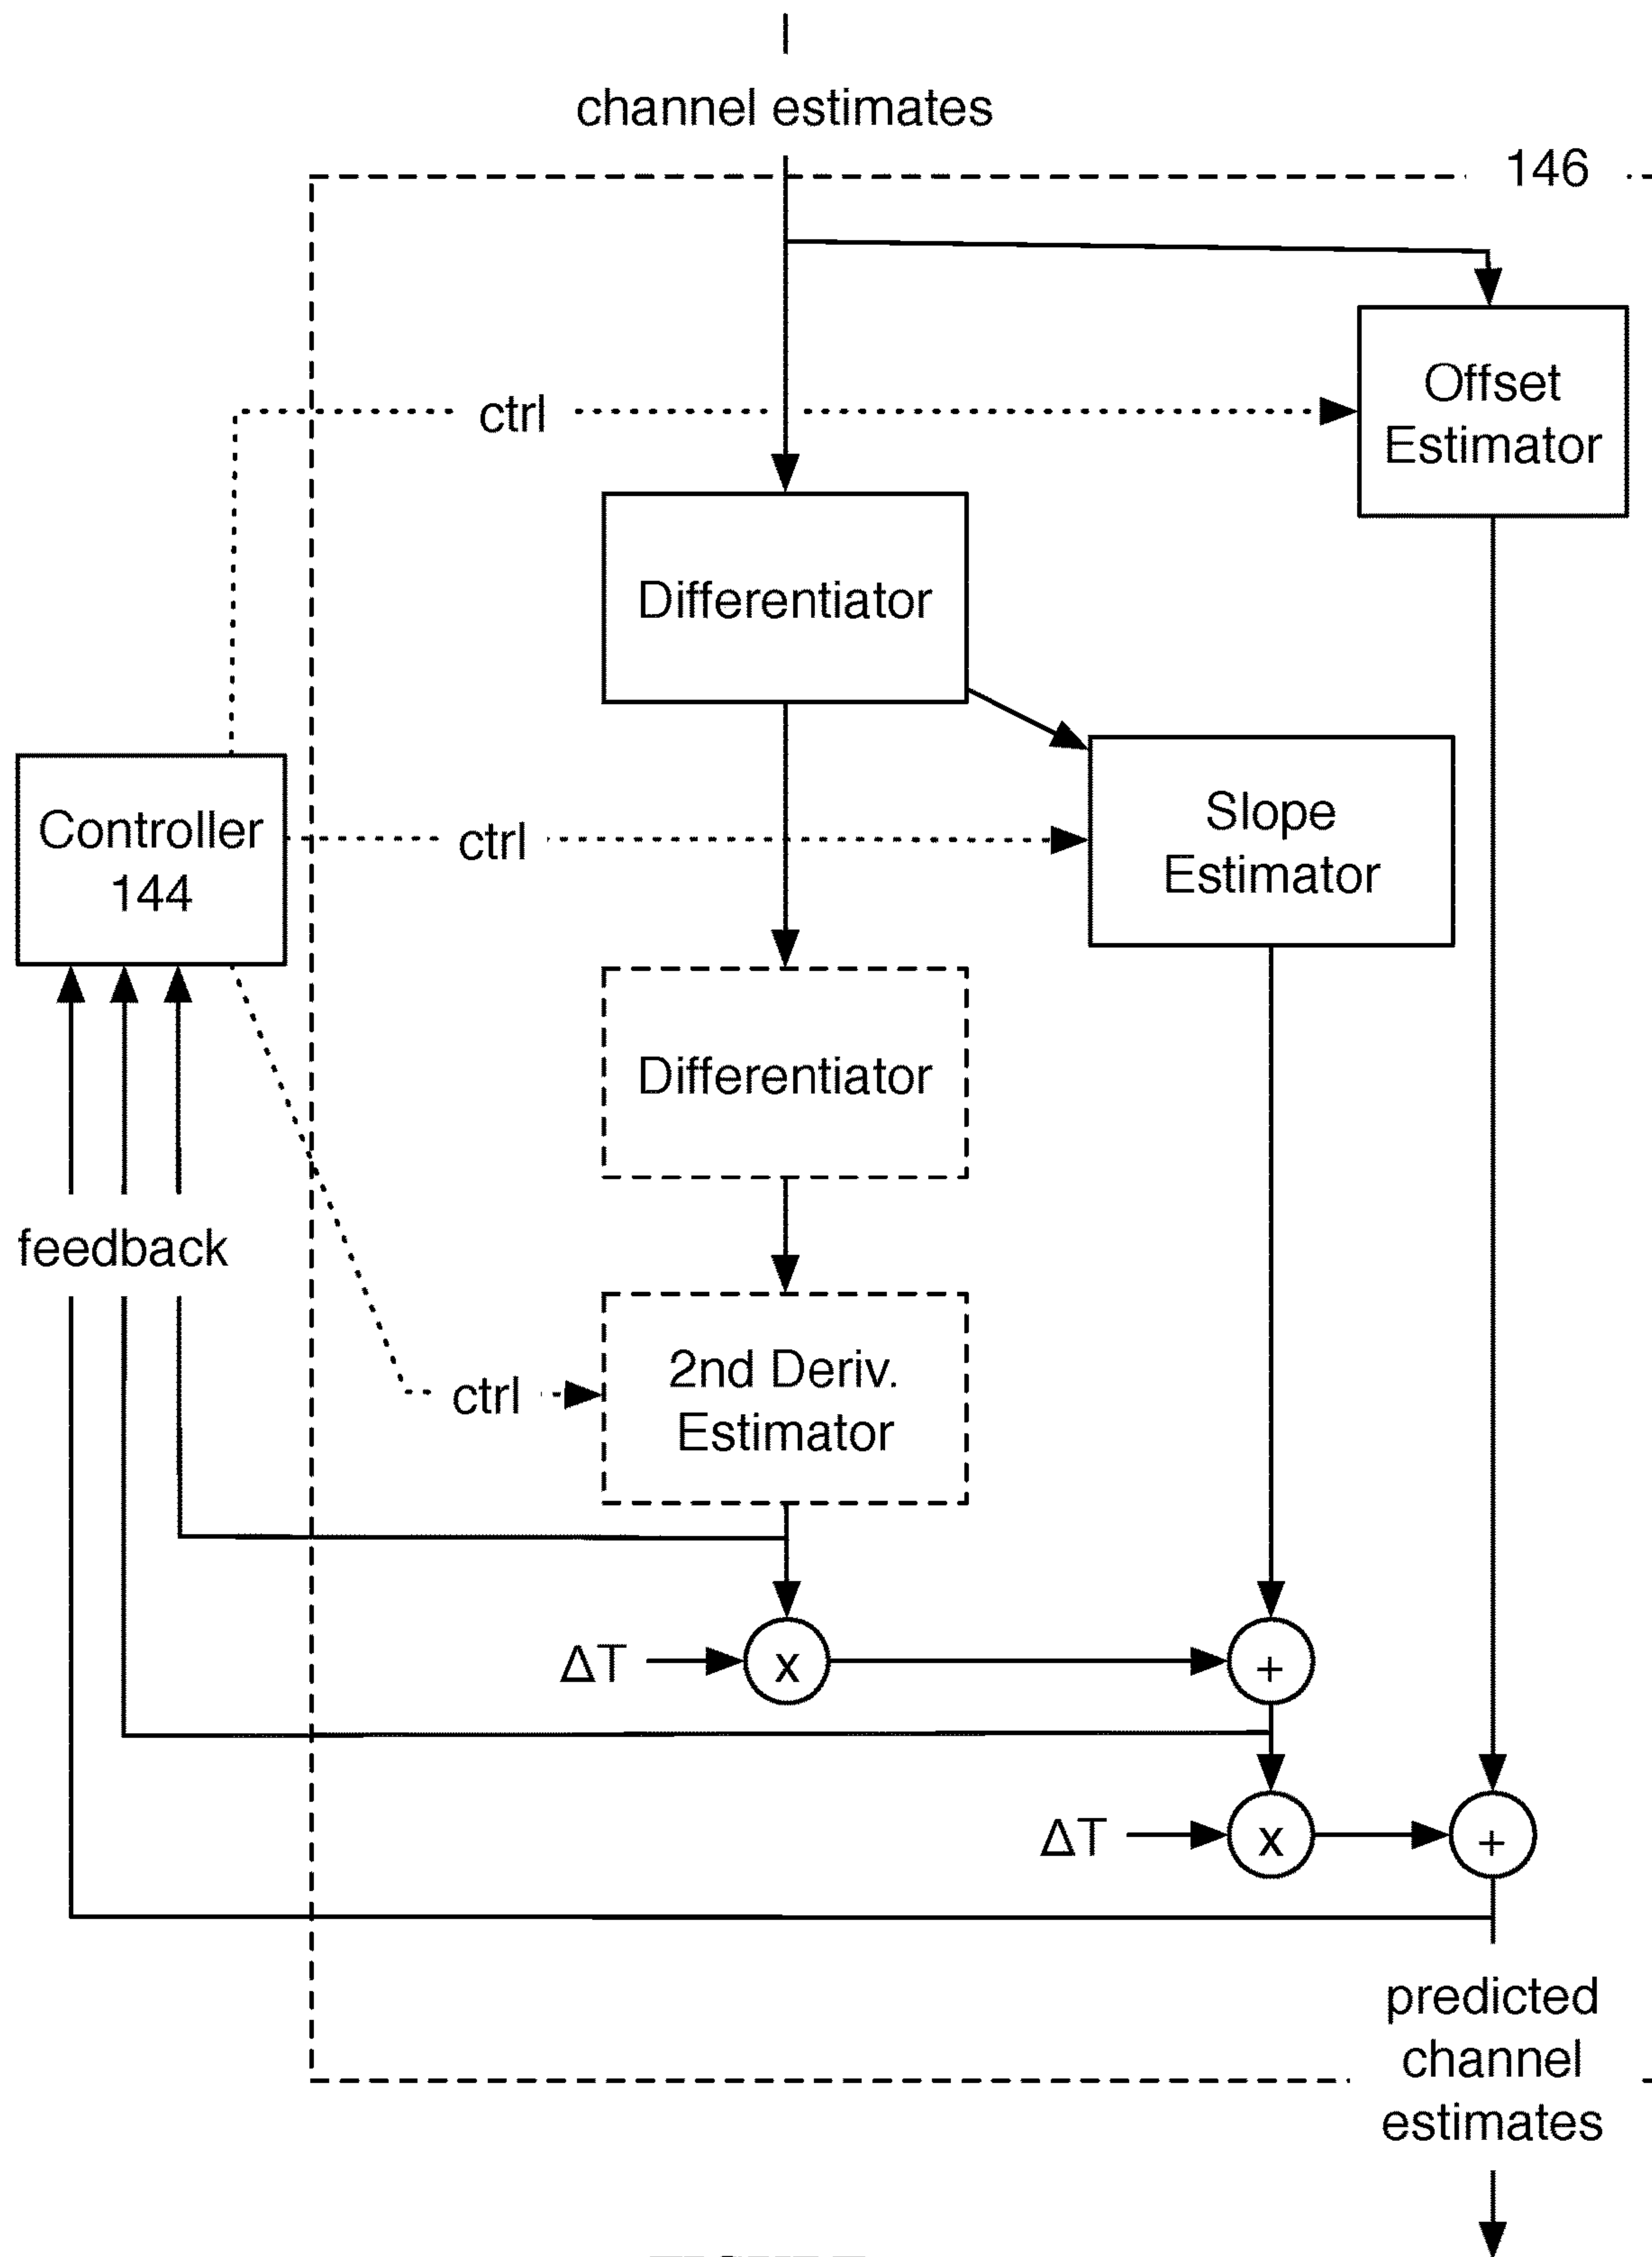 channel estimates
146
Offset
Estimator
ctrl
Differentiator
Controller
144
ctrl
Slope
Estimator
Differentiator
feedback
ctrl
2nd Deriv.
Estimator
ΔT
x
+
ΔT
x
+
predicted
channel
estimates